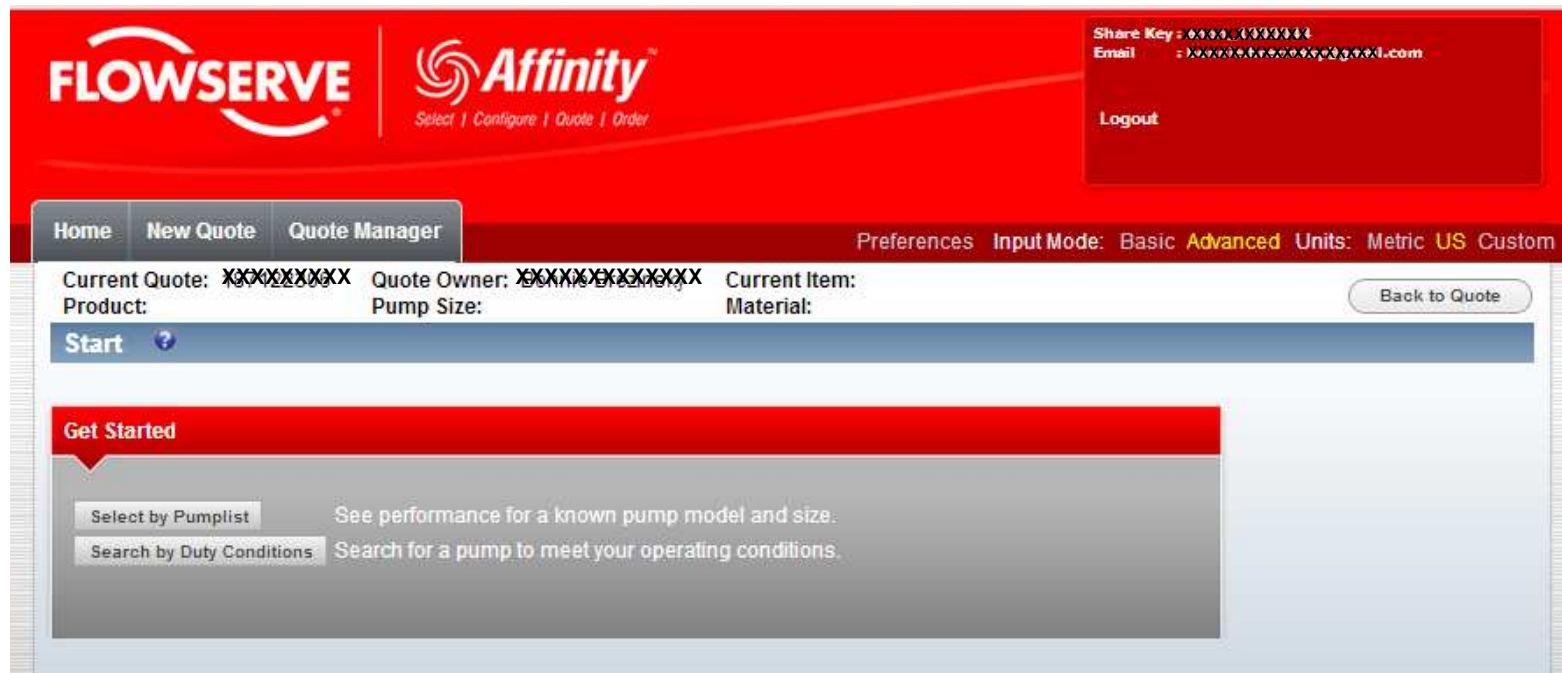 FLOWSERVE
Affinity™
Select | Configure | Quote | Order
Share Key :
Email : l.com
Logout
Home New Quote Quote Manager
Preferences Input Mode: Basic Advanced Units: Metric US Custom
Current Quote: XXXXXXXXX Quote Owner: XXXXXXXXXXXXX Current Item:
Product: Pump Size: Material:
Back to Quote
Start ?
Get Started
Select by Pumplist See performance for a known pump model and size.
Search by Duty Conditions Search for a pump to meet your operating conditions.